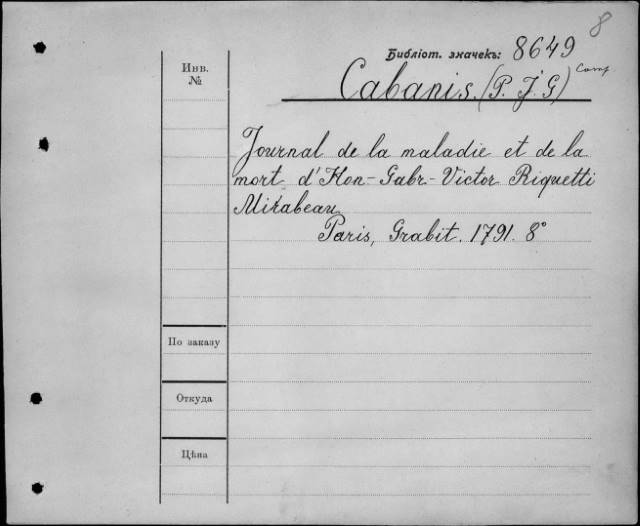 8
Библіот. значекъ: 8649
Cabanis. (P. J. G) Comp
Инв.
№
Journal de la maladie et de la
mort d'Hon-Gabr-Victor Riquetti
Mirabeau
Paris, Grabit. 1791. 8°
По заказу
Откуда
Цѣна